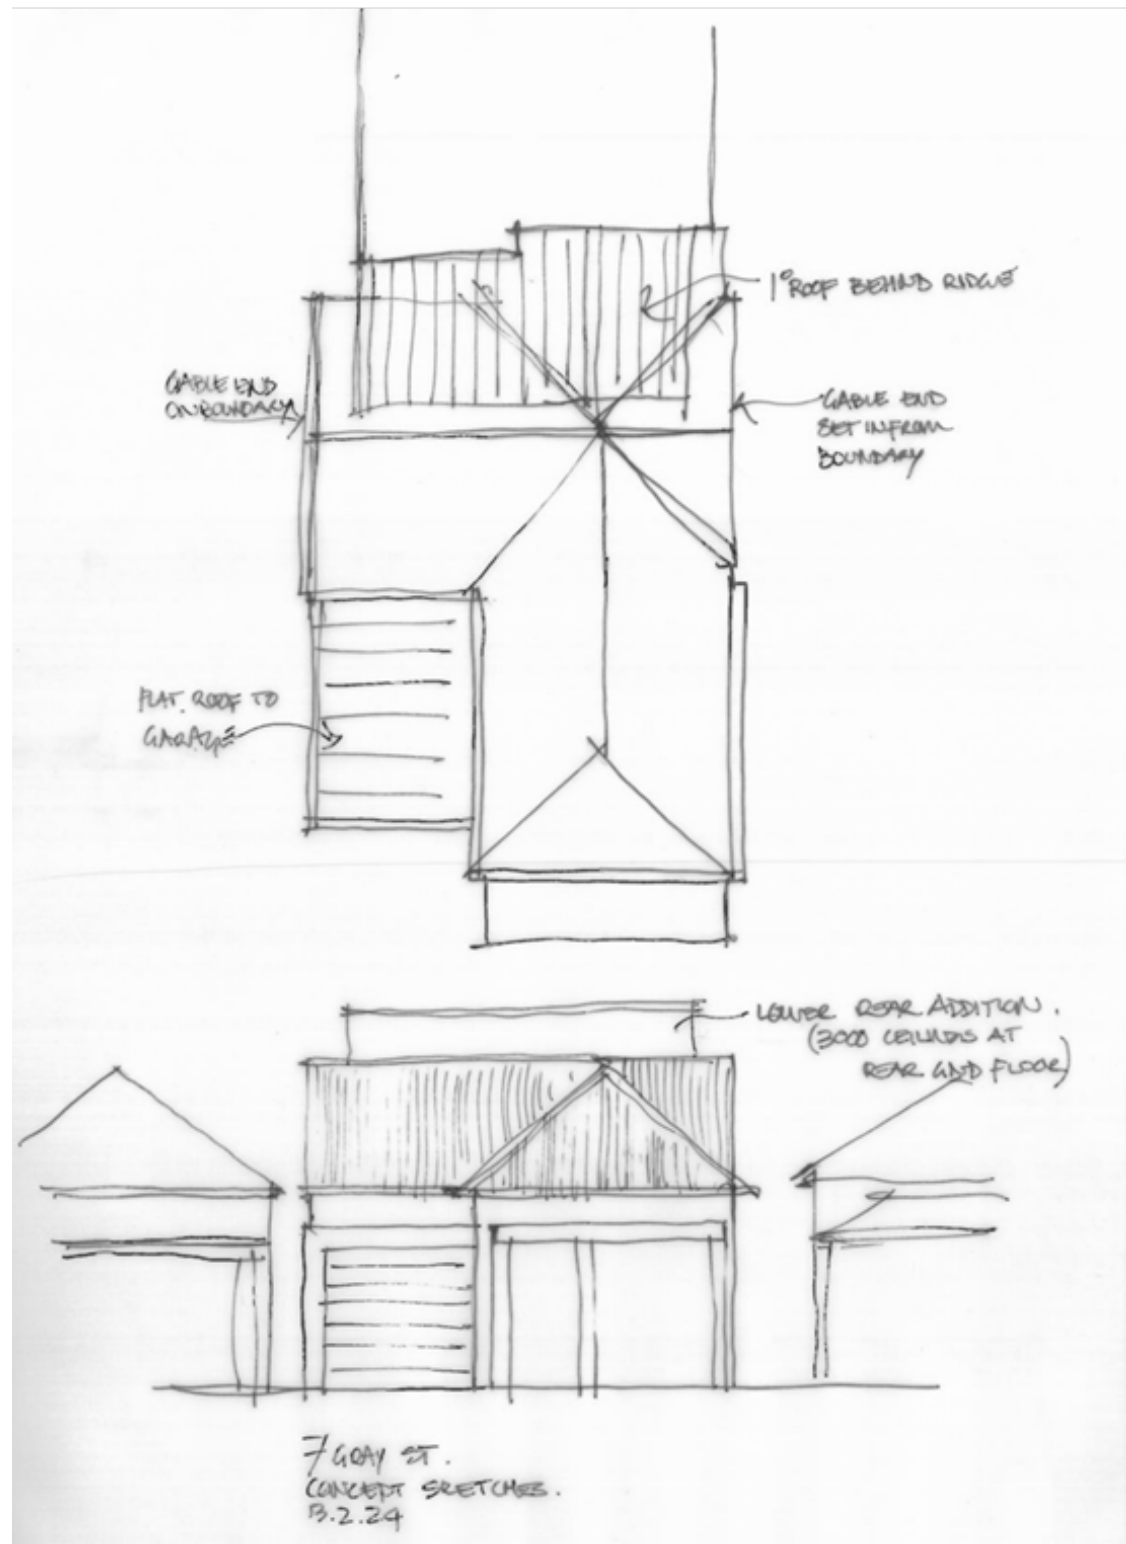 1° ROOF BEHIND RIDGE
GABLE END
ON BOUNDARY
GABLE END
SET IN FROM
BOUNDARY
FLAT ROOF TO
GARAGE
LOWER REAR ADDITION.
(3000 CEILINGS AT
REAR GND FLOOR)
7 GRAY ST.
CONCEPT SKETCHES.
13.2.24